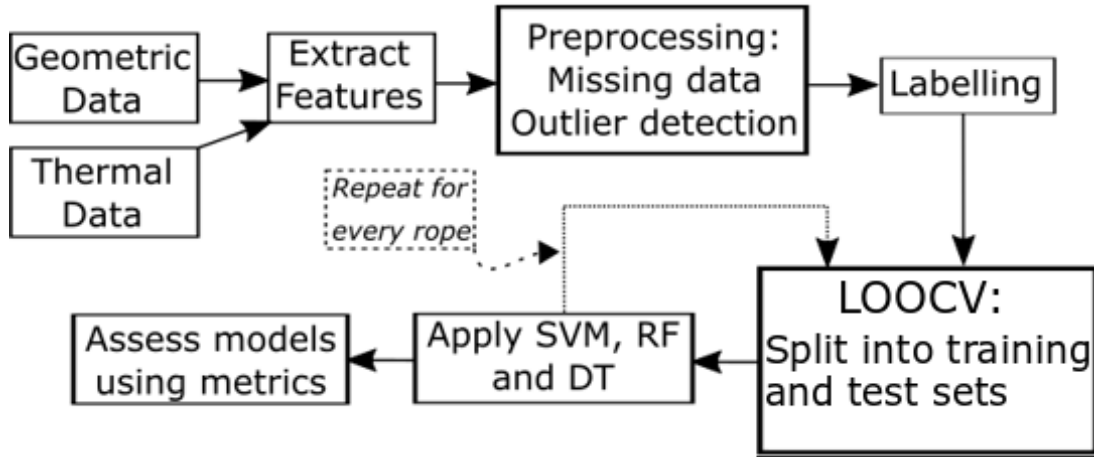 Geometric
Data
Thermal
Data
Extract
Features
Preprocessing:
Missing data
Outlier detection
Labelling
Repeat for
every rope
LOOCV:
Split into training
and test sets
Apply SVM, RF
and DT
Assess models
using metrics